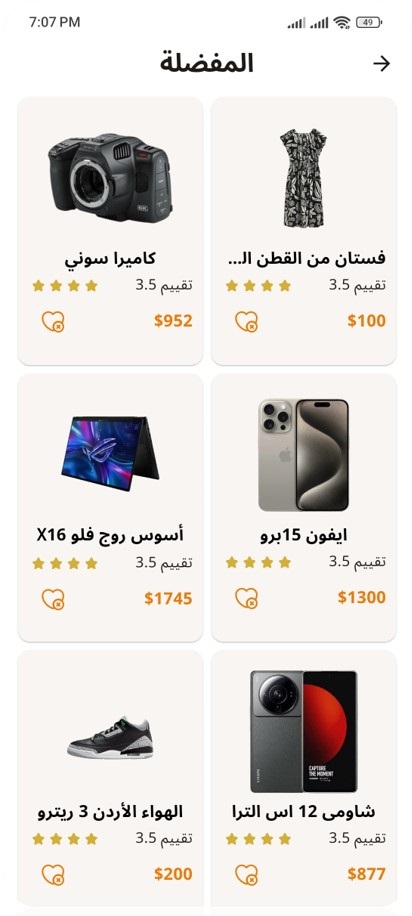 7:07 PM 49
المفضلة
فستان من القطن الـ...
تقييم 3.5
$100
كاميرا سوني
تقييم 3.5
$952
ايفون 15برو
تقييم 3.5
$1300
أسوس روج فلو X16
تقييم 3.5
$1745
CAPTURE
THE MOMENT
شاومي 12 اس الترا
تقييم 3.5
$877
الهواء الأردن 3 ريترو
تقييم 3.5
$200